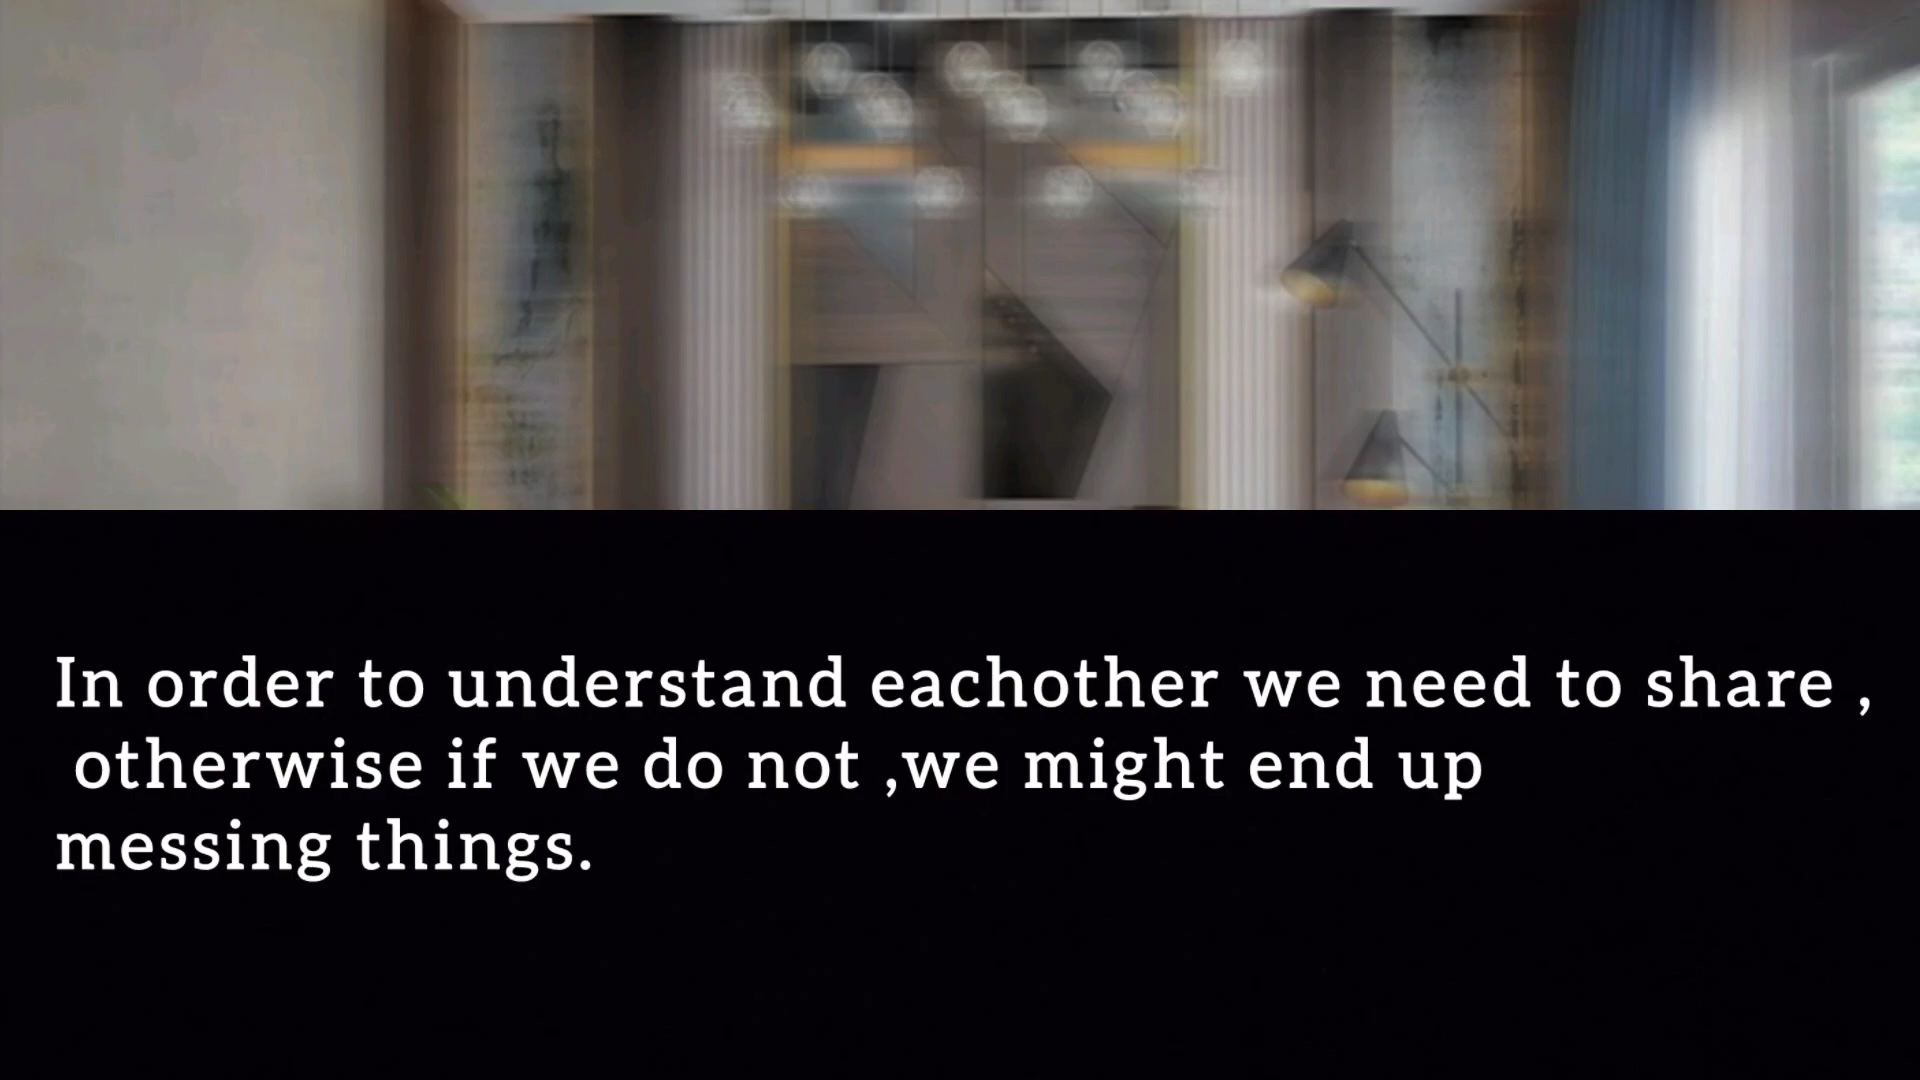 In order to understand eachother we need to share ,
otherwise if we do not ,we might end up
messing things.